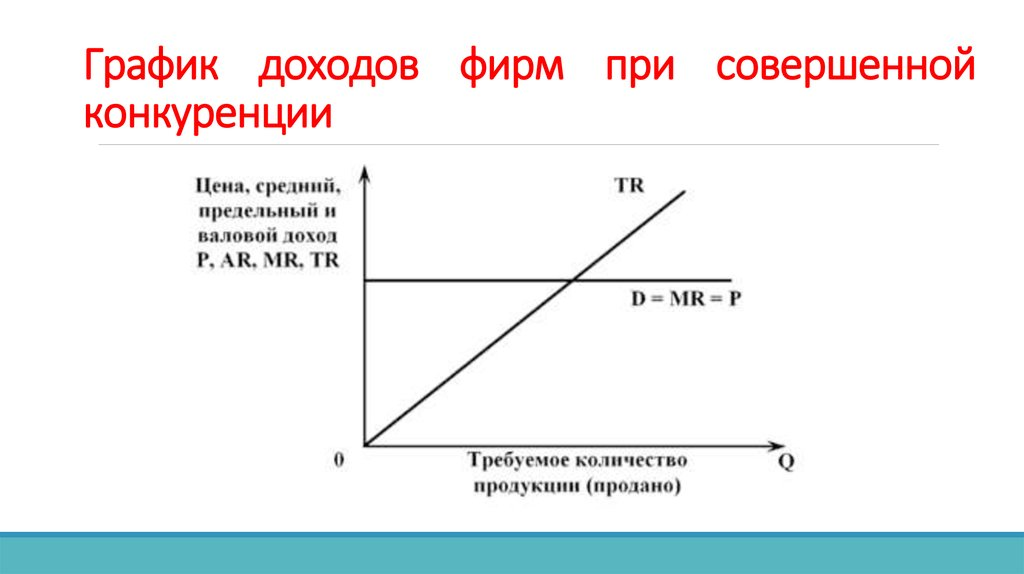 График доходов фирм при совершенной
конкуренции
Цена, средний,
предельный и
валовой доход
P, AR, MR, TR
TR
D = MR = P
0
Требуемое количество
продукции (продано)
Q